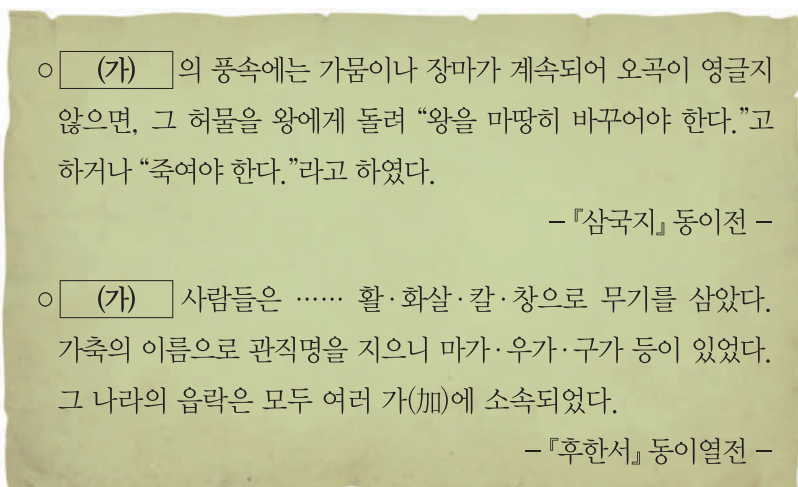 ○ (가) 의 풍속에는 가뭄이나 장마가 계속되어 오곡이 영글지
않으면, 그 허물을 왕에게 돌려 “왕을 마땅히 바꾸어야 한다.”고
하거나 “죽여야 한다.”라고 하였다.
－『삼국지』 동이전－
○ (가) 사람들은 …… 활·화살·칼·창으로 무기를 삼았다.
가축의 이름으로 관직명을 지으니 마가·우가·구가 등이 있었다.
그 나라의 읍락은 모두 여러 가(加)에 소속되었다.
－『후한서』 동이열전－